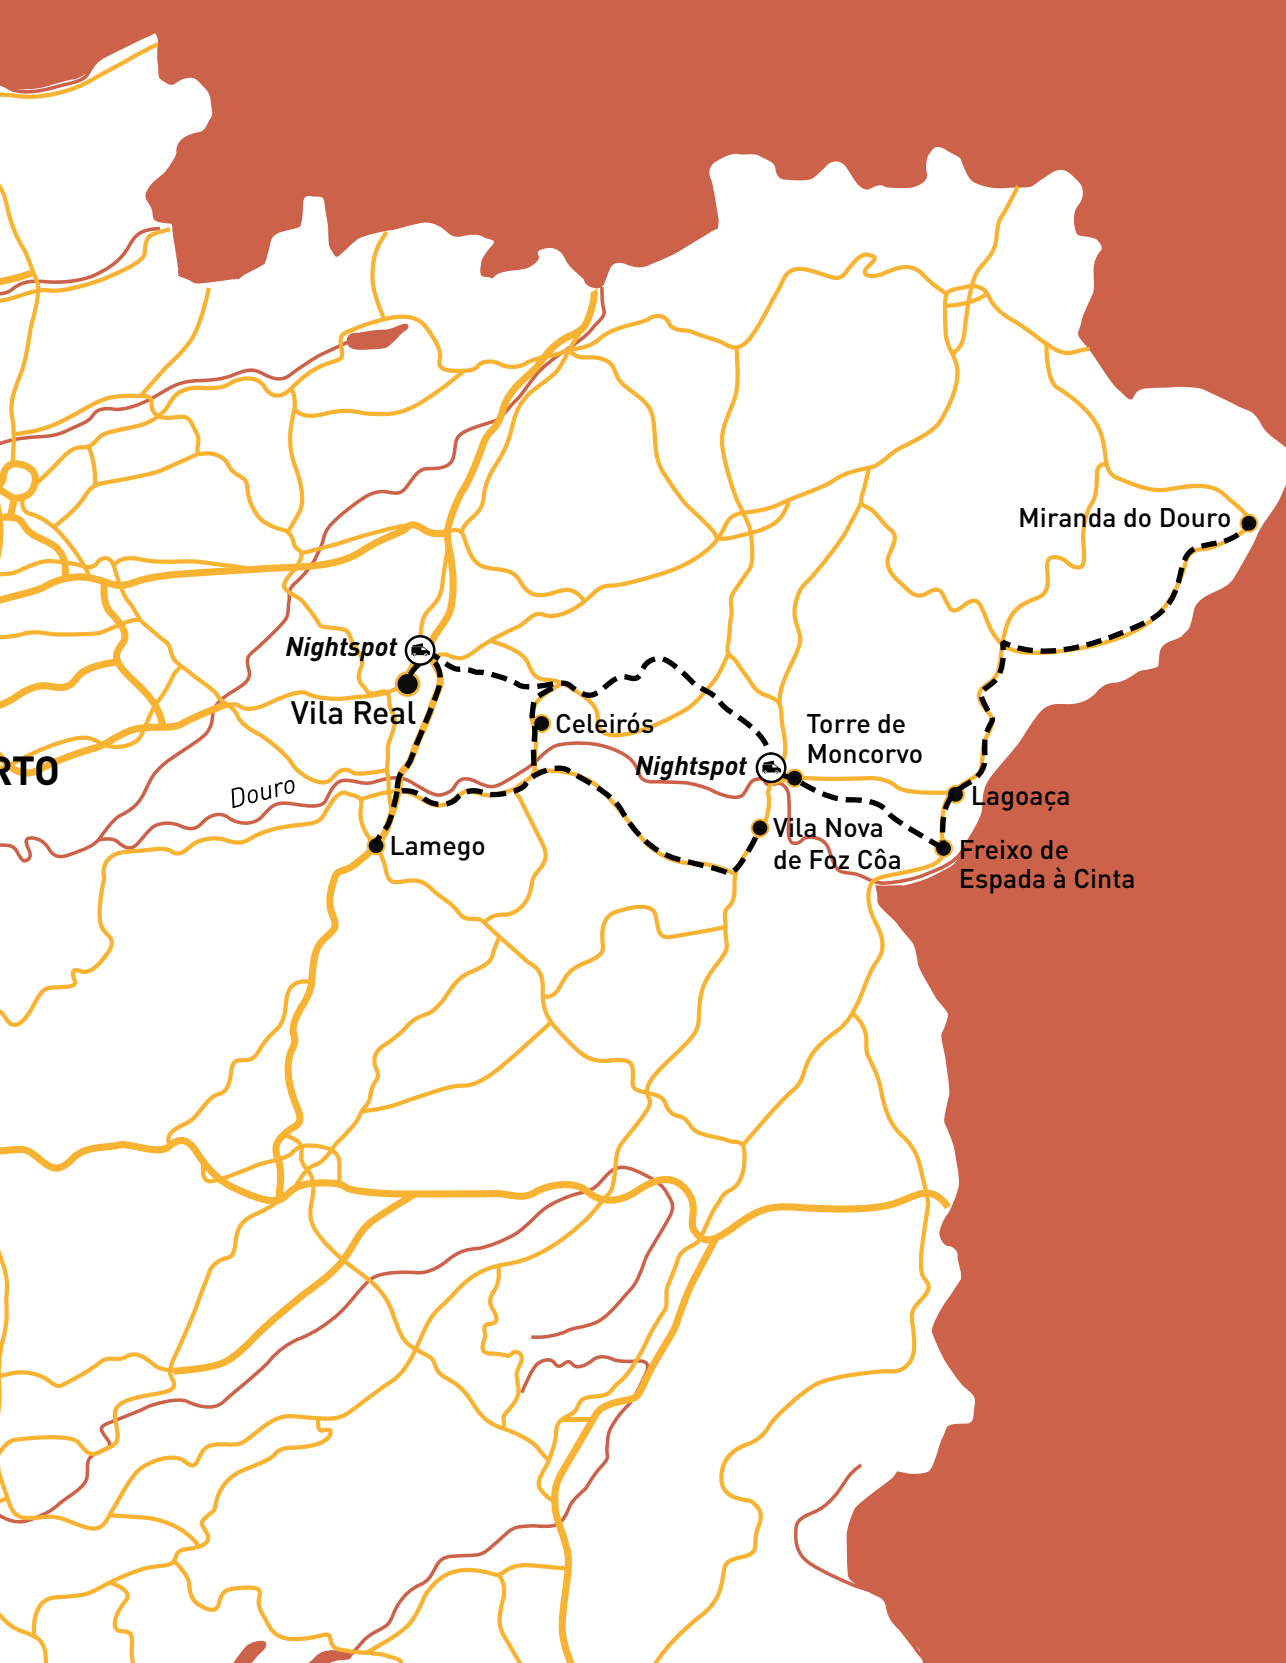 Miranda do Douro
Nightspot
Vila Real
Celeirós
Torre de
Moncorvo
Nightspot
RTO
Douro
Lagoaça
Vila Nova
de Foz Côa
Lamego
Freixo de
Espada à Cinta